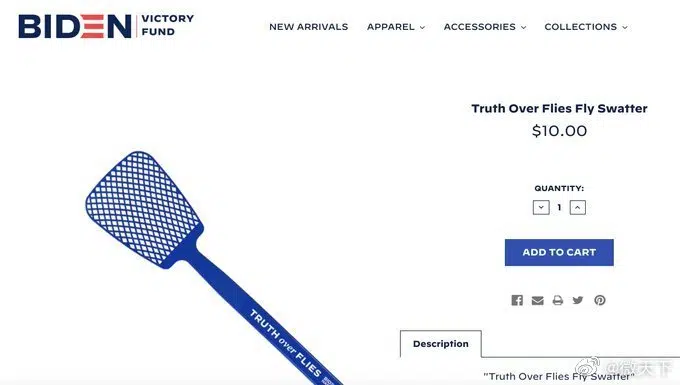 BIDEN VICTORY FUND
NEW ARRIVALS APPAREL ACCESSORIES COLLECTIONS
Truth Over Flies Fly Swatter
$10.00
QUANTITY:
1
ADD TO CART
TRUTH over FLIES
Description
"Truth Over Flies Fly Swatter"
@微天下